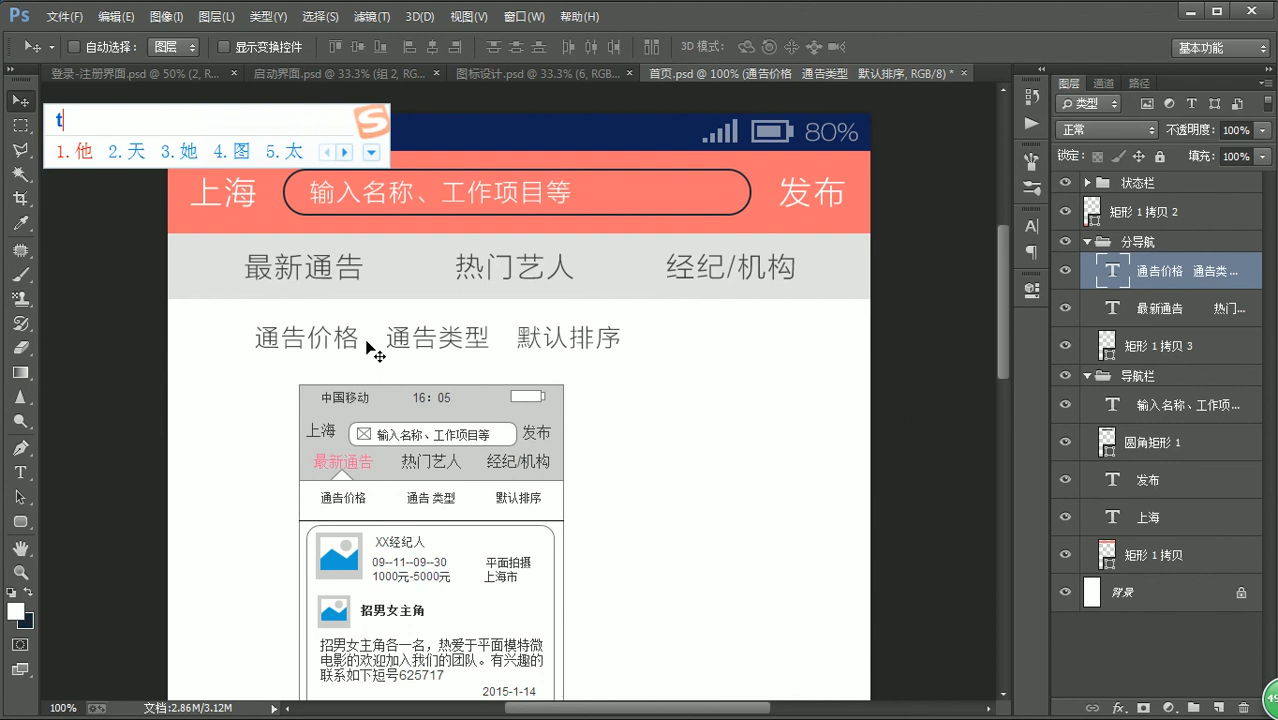 Ps 文件(F) 编辑(E) 图像(I) 图层(L) 类型(Y) 选择(S) 滤镜(T) 3D(D) 视图(V) 窗口(W) 帮助(H)
自动选择： 图层 显示变换控件 3D 模式： 基本功能
登录-注册界面.psd @ 50% (2, R... × 启动界面.psd @ 33.3% (组 2, RGB... × 图标设计.psd @ 33.3% (6, RGB... × 首页.psd @ 100% (通告价格 通告类型 默认排序, RGB/8) * ×
t
1.他 2.天 3.她 4.图 5.太
80%
上海 输入名称、工作项目等 发布
最新通告 热门艺人 经纪/机构
通告价格 通告类型 默认排序
中国移动 16：05
上海 输入名称、工作项目等 发布
最新通告 热门艺人 经纪/机构
通告价格 通告 类型 默认排序
XX经纪人
09--11--09--30 平面拍摄
1000元-5000元 上海市
招男女主角
招男女主角各一名，热爱于平面模特微
电影的欢迎加入我们的团队。有兴趣的
联系如下短号625717
2015-1-14
图层 通道 路径
类型
正常 不透明度： 100%
锁定： 填充： 100%
状态栏
矩形 1 拷贝 2
分导航
通告价格 通告类...
最新通告 热门...
矩形 1 拷贝 3
导航栏
输入名称、工作项...
圆角矩形 1
发布
上海
矩形 1 拷贝
背景
100% 文档:2.86M/3.12M
fx